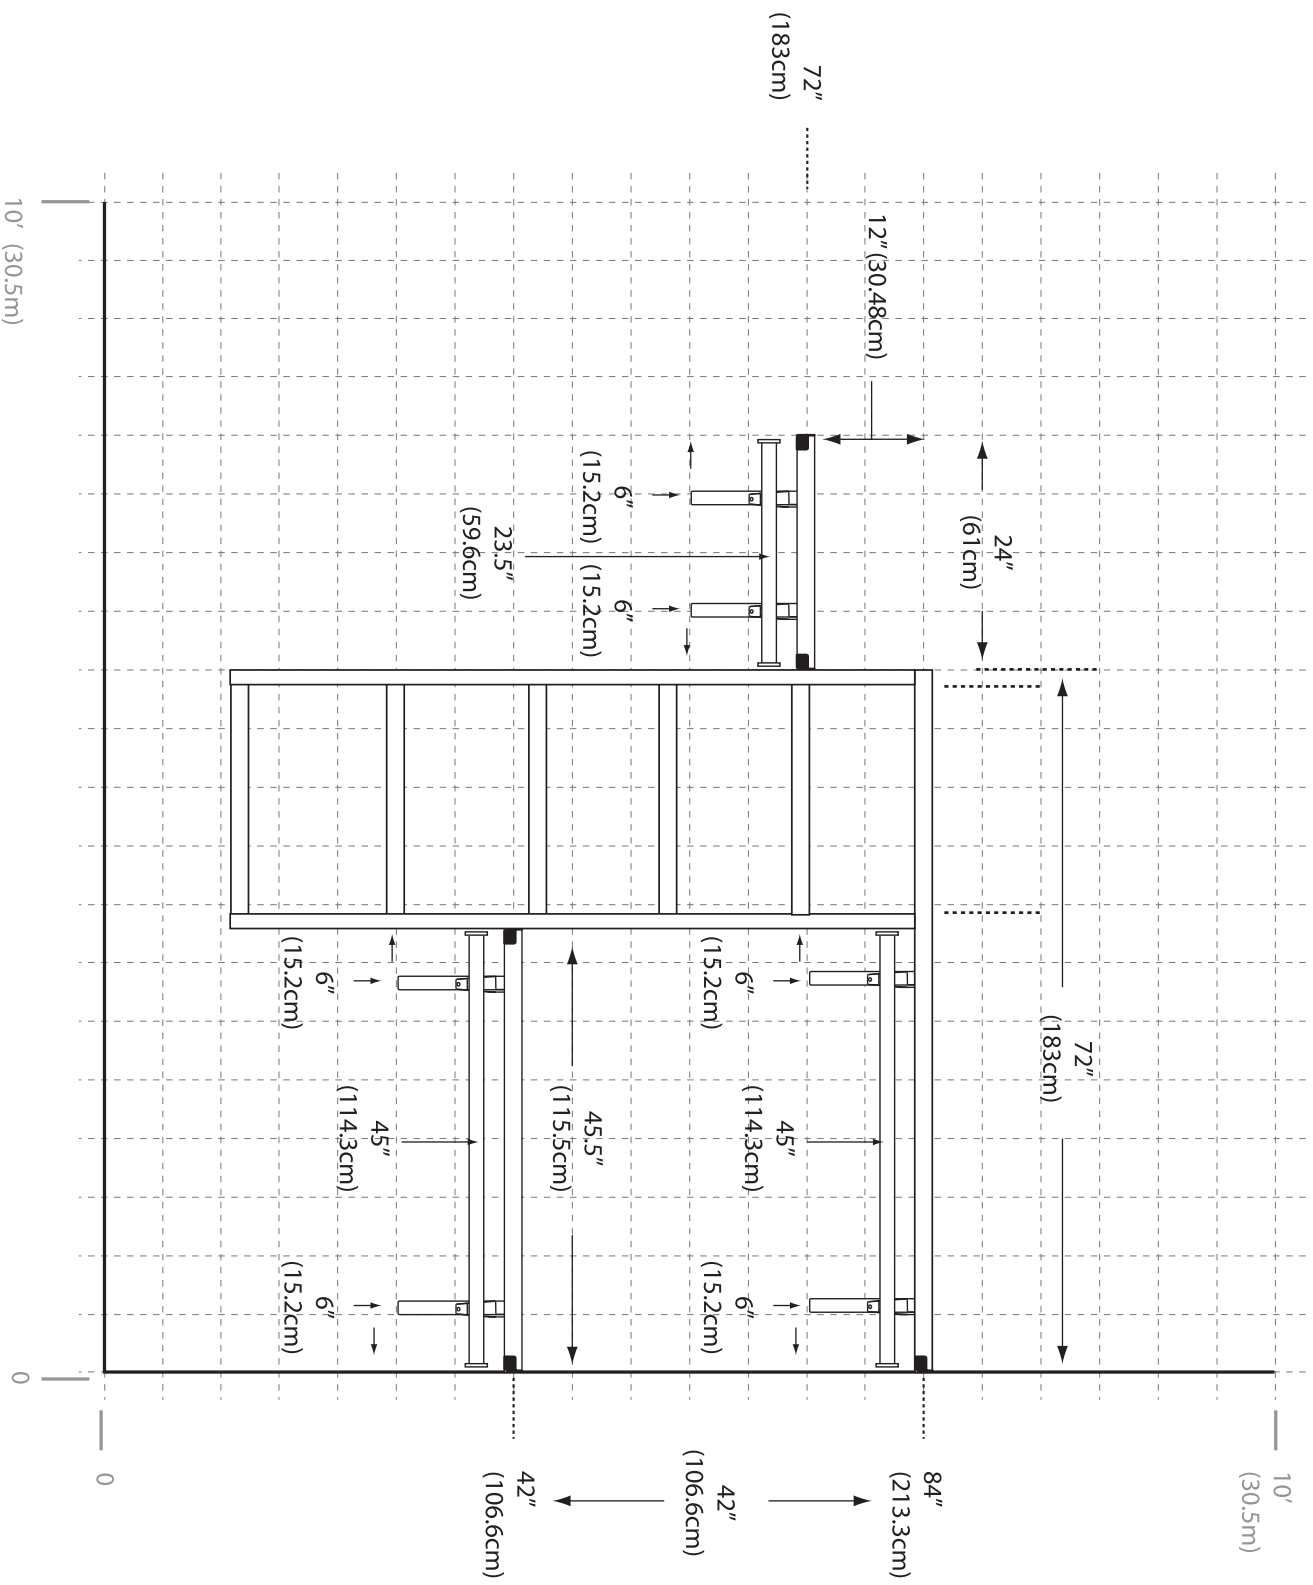 10′
(30.5m)
72″
(183cm)
24″
(61cm)
84″
(213.3cm)
12″(30.48cm)
72″
(183cm)
45″
(114.3cm)
6″
(15.2cm)
6″
(15.2cm)
42″
(106.6cm)
6″
(15.2cm)
6″
(15.2cm)
45.5″
(115.5cm)
42″
(106.6cm)
23.5″
(59.6cm)
45″
(114.3cm)
6″
(15.2cm)
6″
(15.2cm)
0
10′ (30.5m)
0